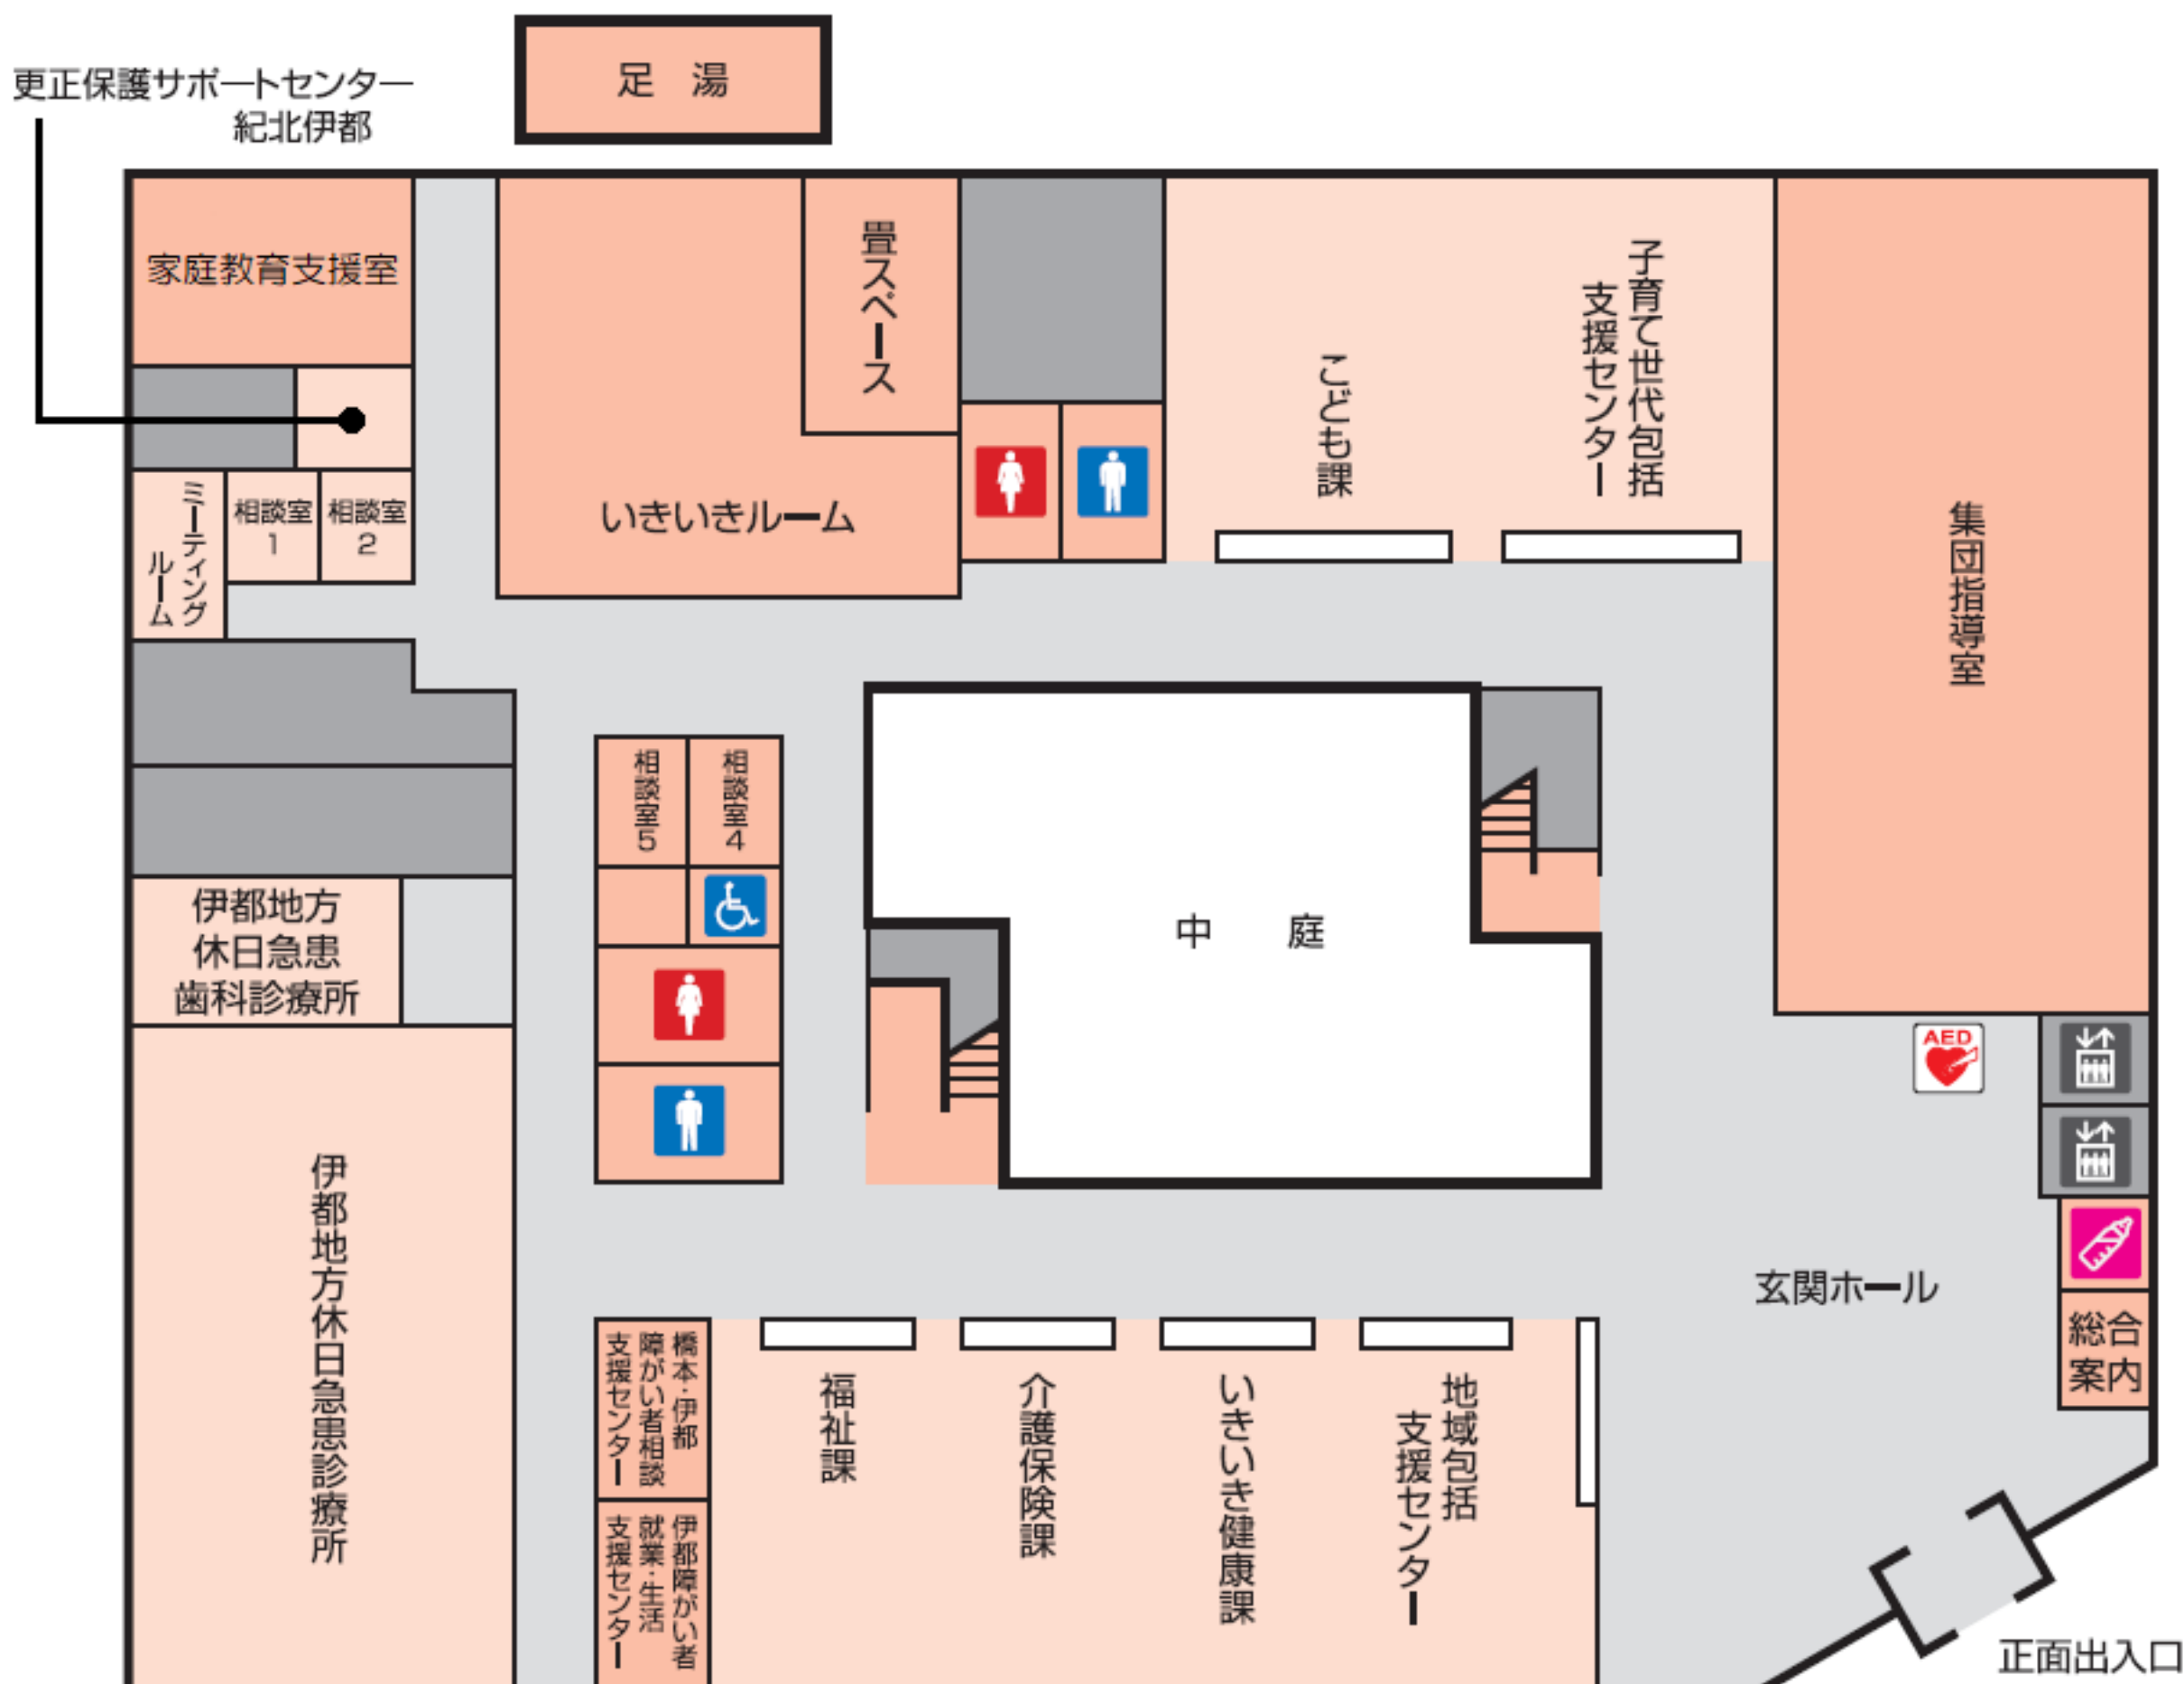 足 湯
更正保護サポートセンター
紀北伊都
家庭教育支援室
畳スペース
いきいきルーム
こども課
子育て世代包括
支援センター
集団指導室
ミーティング
ルーム
相談室
1
相談室
2
相談室5
相談室4
中 庭
伊都地方
休日急患
歯科診療所
AED
伊都地方休日急患診療所
玄関ホール
総合
案内
橋本・伊都
障がい者相談
支援センター
伊都障がい者
就業・生活
支援センター
福祉課
介護保険課
いきいき健康課
地域包括
支援センター
正面出入口